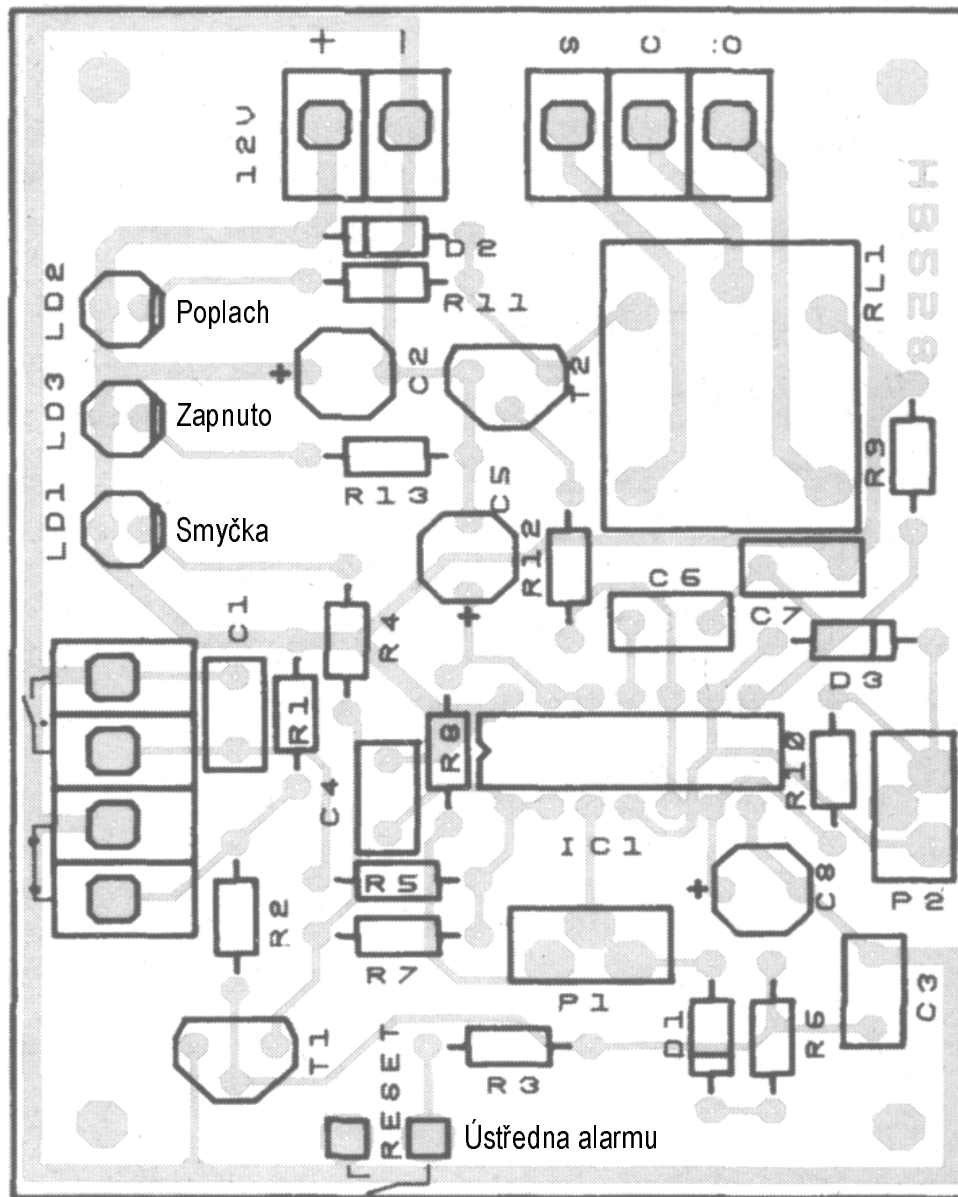 + -
S C :O
12V
H8528
D2
LD2
Poplach
R11
RL1
C2
T2
LD3
Zapnuto
R13
C5
R9
LD1
Smyčka
R12
C6
C7
C1
R4
D3
R1
R8
R10
C4
IC1
C8
P2
R5
R2
R7
P1
C3
T1
D1
R6
R3
RESET
Ústředna alarmu